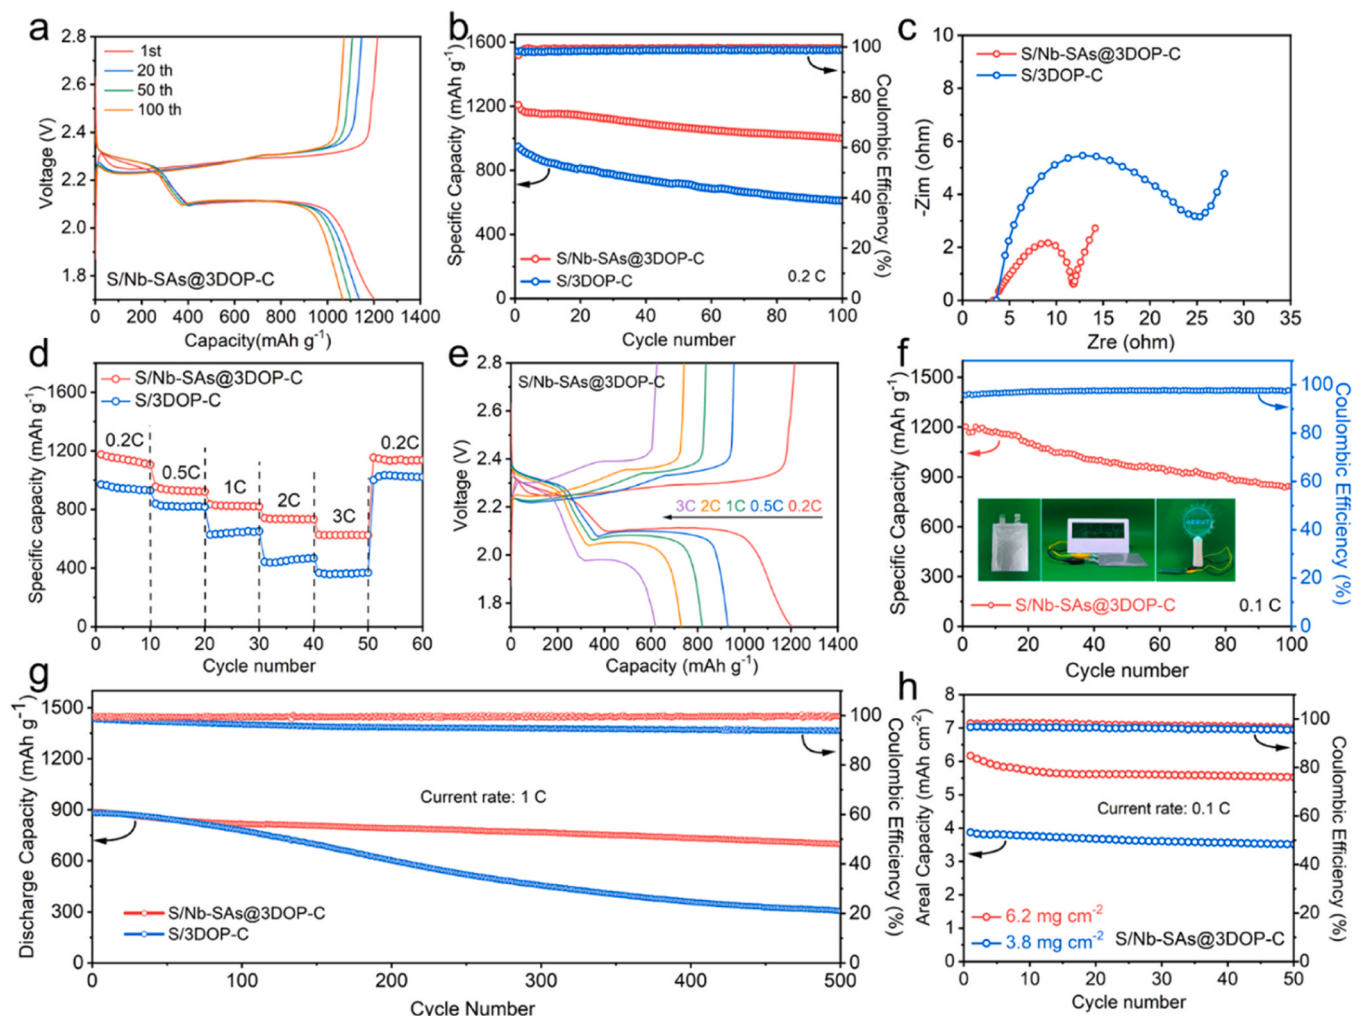 a
2.8
2.6
2.4
2.2
2.0
1.8
Voltage (V)
1st
20 th
50 th
100 th
S/Nb-SAs@3DOP-C
0 200 400 600 800 1000 1200 1400
Capacity(mAh g⁻¹)
b
1600
1200
800
400
0
Specific Capacity (mAh g⁻¹)
S/Nb-SAs@3DOP-C
S/3DOP-C
0.2 C
100
80
60
40
20
0
Coulombic Efficiency (%)
0 20 40 60 80 100
Cycle number
c
10
8
6
4
2
0
-Zim (ohm)
S/Nb-SAs@3DOP-C
S/3DOP-C
0 5 10 15 20 25 30 35
Zre (ohm)
d
1800
1600
1200
800
400
0
Specific capacity (mAh g⁻¹)
S/Nb-SAs@3DOP-C
S/3DOP-C
0.2C
0.5C
1C
2C
3C
0.2C
0 10 20 30 40 50 60
Cycle number
e
2.8
2.6
2.4
2.2
2.0
1.8
Voltage (V)
S/Nb-SAs@3DOP-C
3C 2C 1C 0.5C 0.2C
0 200 400 600 800 1000 1200 1400
Capacity (mAh g⁻¹)
f
1500
1200
900
600
300
0
Specific Capacity (mAh g⁻¹)
S/Nb-SAs@3DOP-C
0.1 C
100
80
60
40
20
0
Coulombic Efficiency (%)
0 20 40 60 80 100
Cycle number
g
1500
1200
900
600
300
0
Discharge Capacity (mAh g⁻¹)
Current rate: 1 C
S/Nb-SAs@3DOP-C
S/3DOP-C
100
80
60
40
20
0
Coulombic Efficiency (%)
0 100 200 300 400 500
Cycle Number
h
8
7
6
5
4
3
2
1
0
Areal Capacity (mAh cm⁻²)
Current rate: 0.1 C
6.2 mg cm⁻²
3.8 mg cm⁻²
S/Nb-SAs@3DOP-C
100
80
60
40
20
0
Coulombic Efficiency (%)
0 10 20 30 40 50
Cycle number